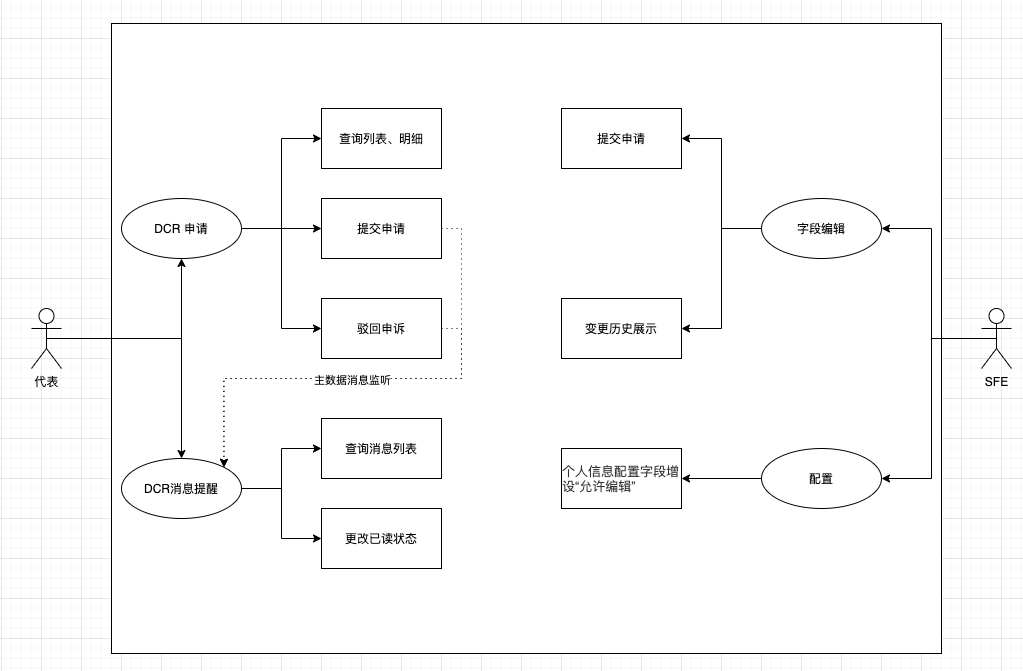 查询列表、明细
提交申请
DCR 申请
提交申请
字段编辑
驳回申诉
变更历史展示
代表
SFE
主数据消息监听
查询消息列表
个人信息配置字段增
设“允许编辑”
配置
DCR消息提醒
更改已读状态